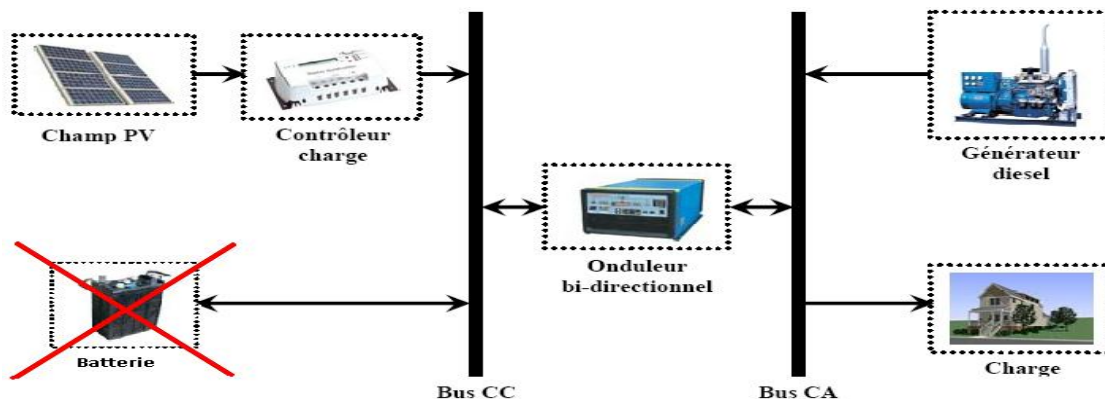 Champ PV
Contrôleur
charge
Générateur
diesel
Onduleur
bi-directionnel
Batterie
Charge
Bus CC
Bus CA